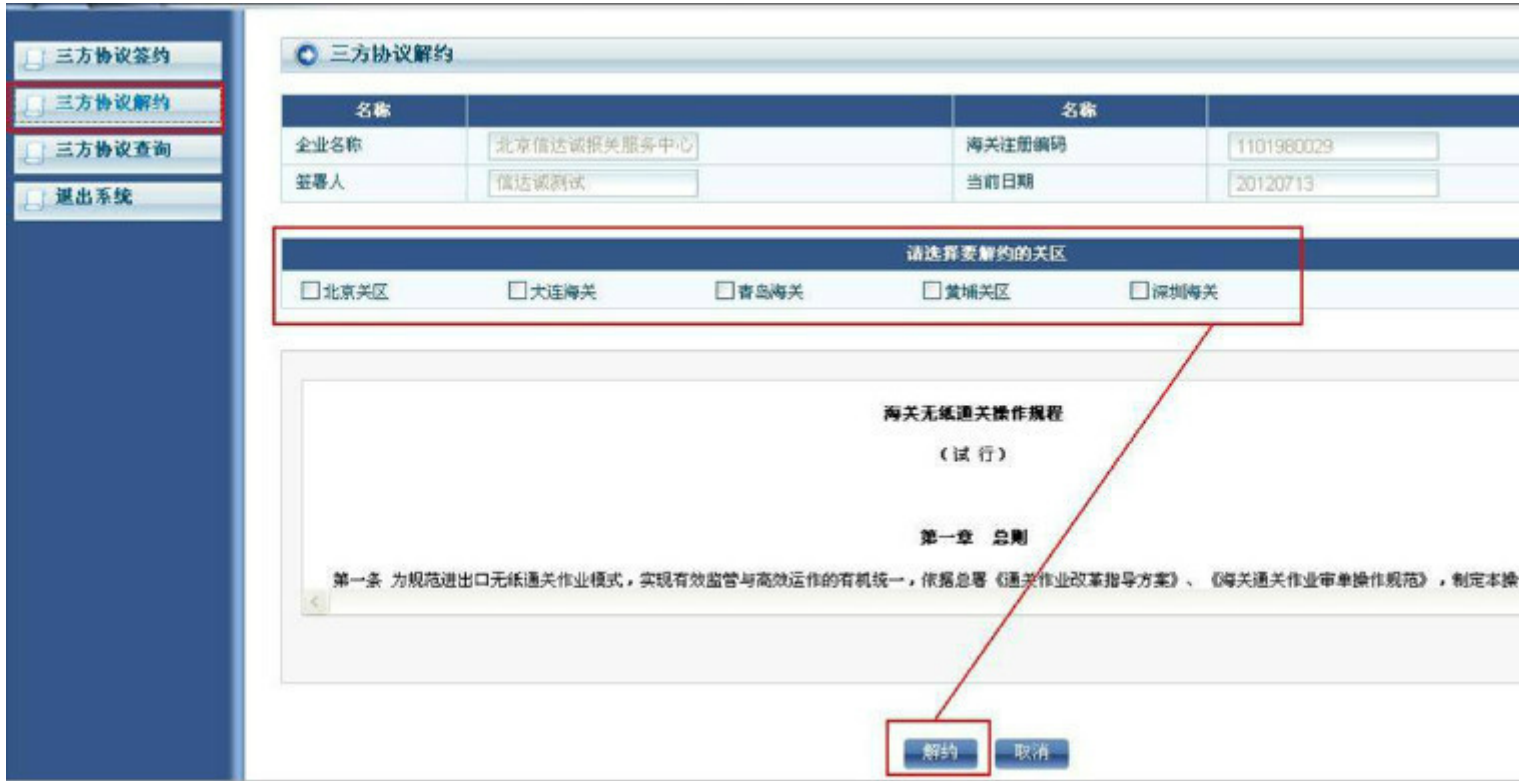 三方协议签约
三方协议解约
三方协议查询
退出系统
三方协议解约
名称 名称
企业名称 北京信达诚报关服务中心 海关注册编码 1101980029
签署人 信达诚测试 当前日期 20120713
请选择要解约的关区
北京关区 大连海关 青岛海关 黄埔关区 深圳海关
海关无纸通关操作规程
（试 行）
第一章 总则
第一条 为规范进出口无纸通关作业模式，实现有效监管与高效运作的有机统一，依据总署《通关作业改革指导方案》、《海关通关作业审单操作规范》，制定本操
解约 取消